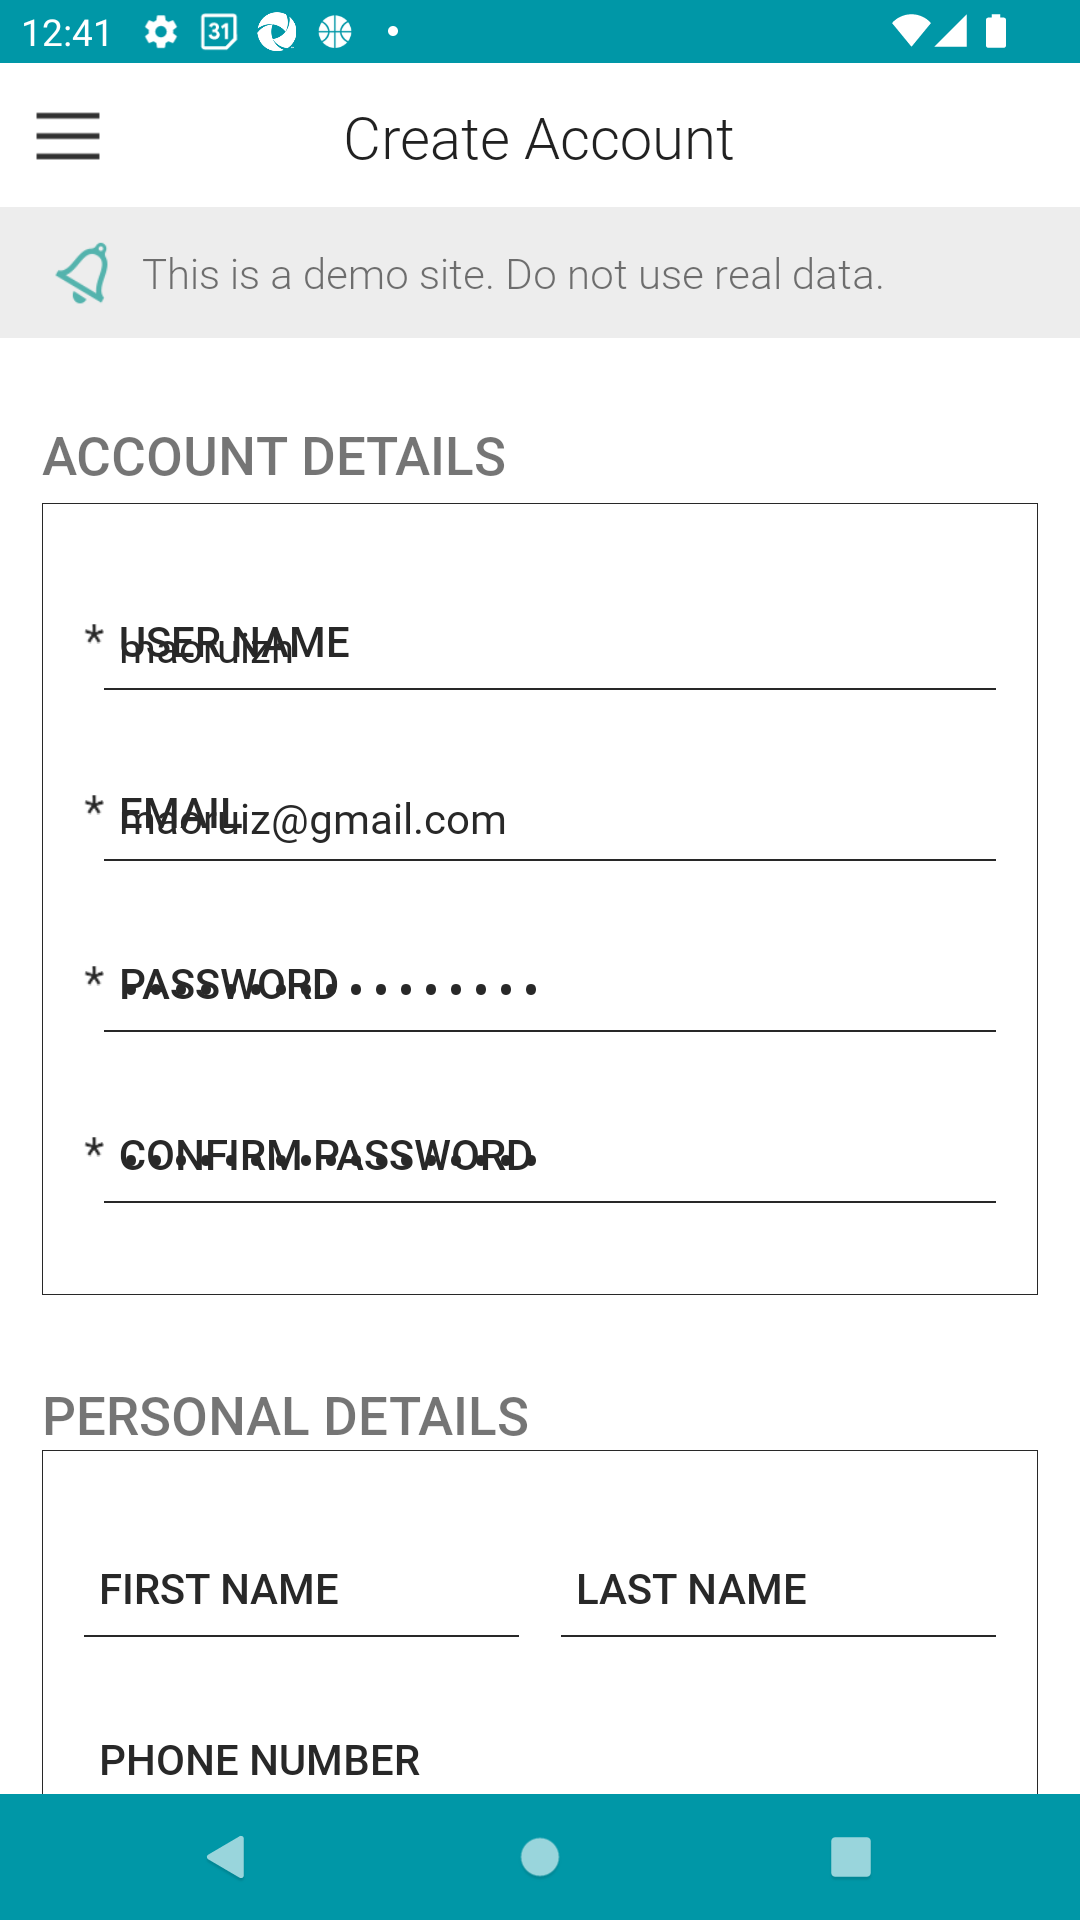 12:41 31
Create Account
This is a demo site. Do not use real data.
ACCOUNT DETAILS
* USER NAME
maoruizh
* EMAIL
maoruiz@gmail.com
* PASSWORD
•••••••••••••••••
* CONFIRM PASSWORD
•••••••••••••••••
PERSONAL DETAILS
FIRST NAME LAST NAME
PHONE NUMBER